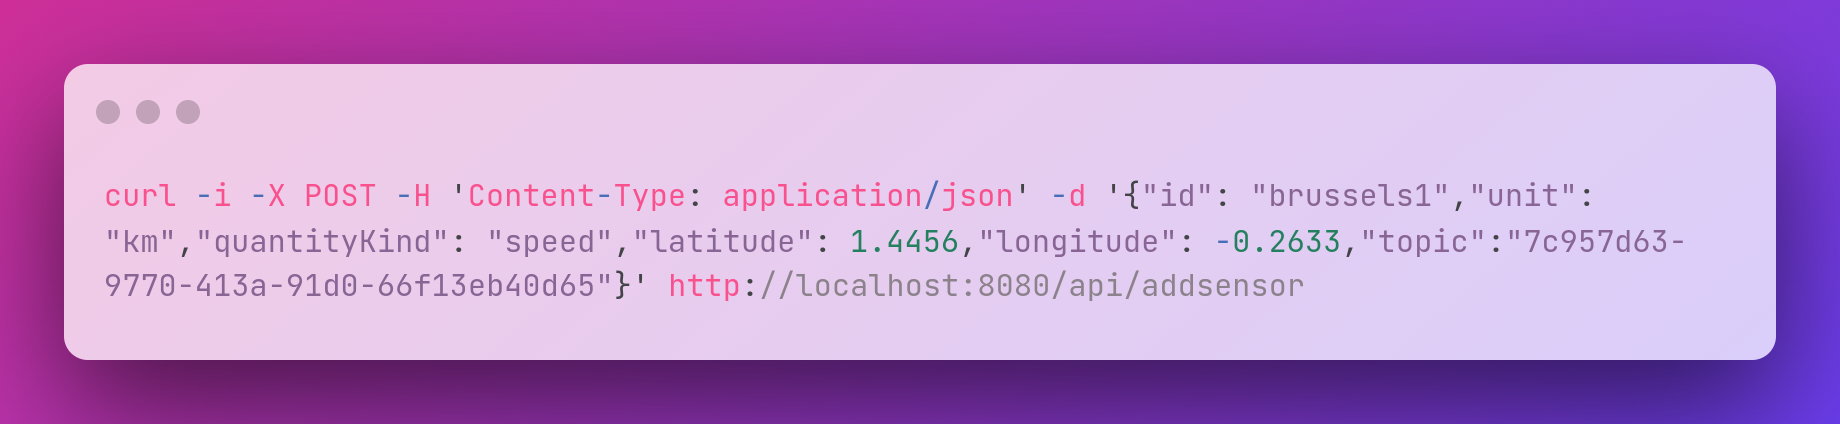 curl -i -X POST -H 'Content-Type: application/json' -d '{"id": "brussels1","unit":
"km","quantityKind": "speed","latitude": 1.4456,"longitude": -0.2633,"topic":"7c957d63-
9770-413a-91d0-66f13eb40d65"}' http://localhost:8080/api/addsensor